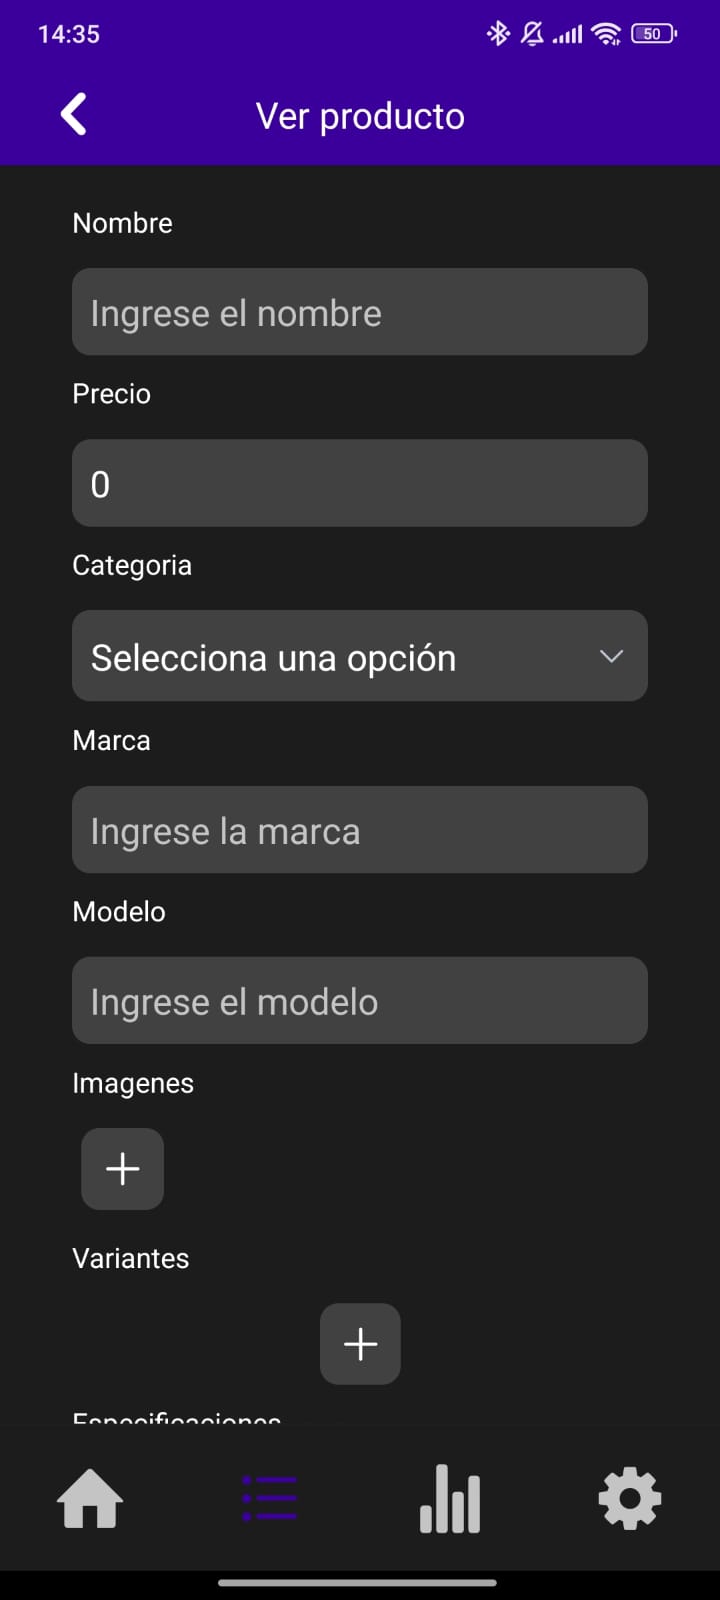 14:35
50
Ver producto
Nombre
Ingrese el nombre
Precio
0
Categoria
Selecciona una opción
Marca
Ingrese la marca
Modelo
Ingrese el modelo
Imagenes
+
Variantes
+
Especificaciones